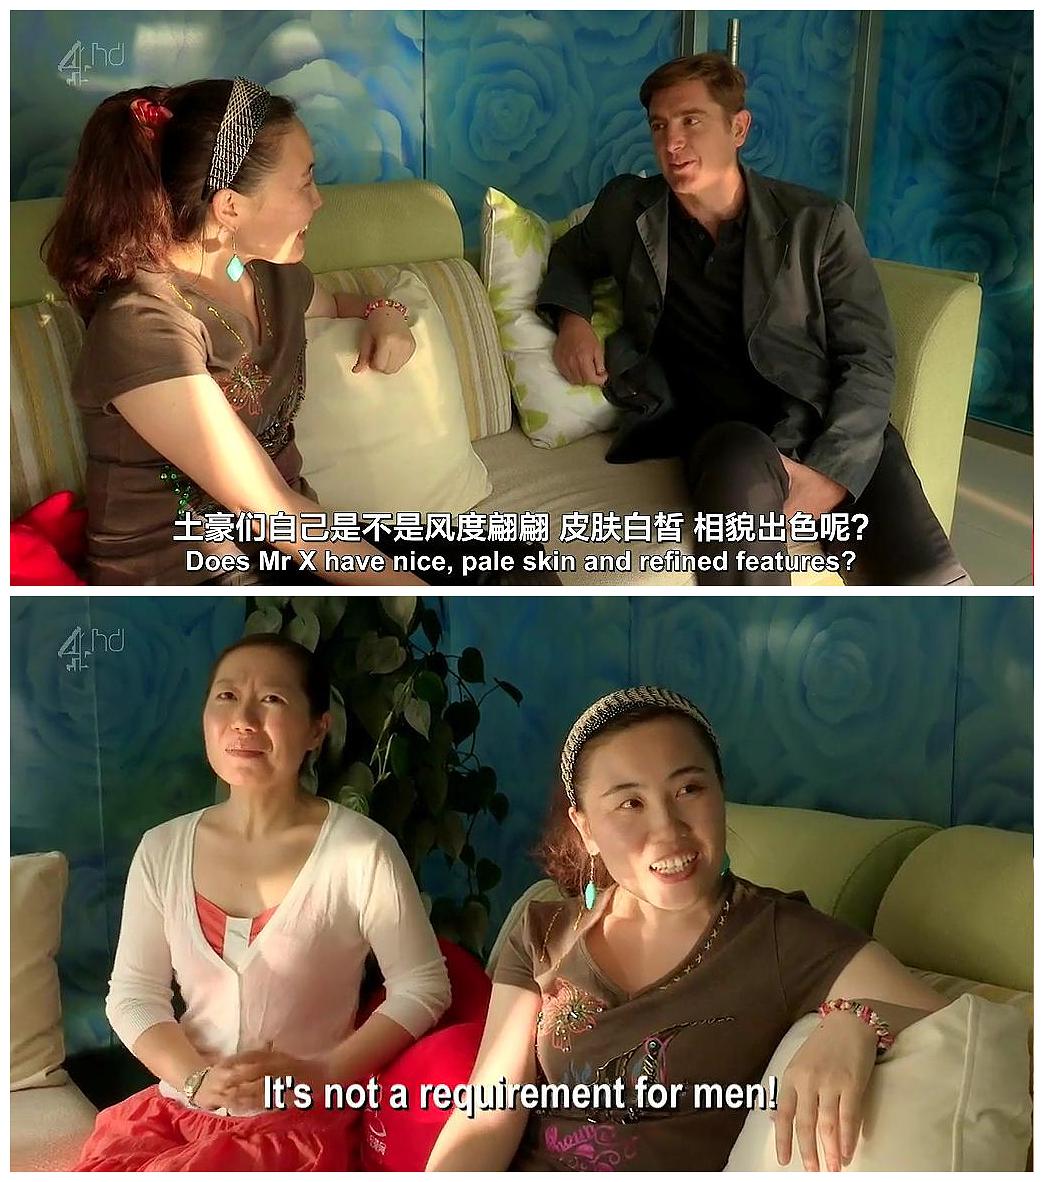 4hd
土豪们自己是不是风度翩翩 皮肤白皙 相貌出色呢?
Does Mr X have nice, pale skin and refined features?
4hd
It's not a requirement for men!